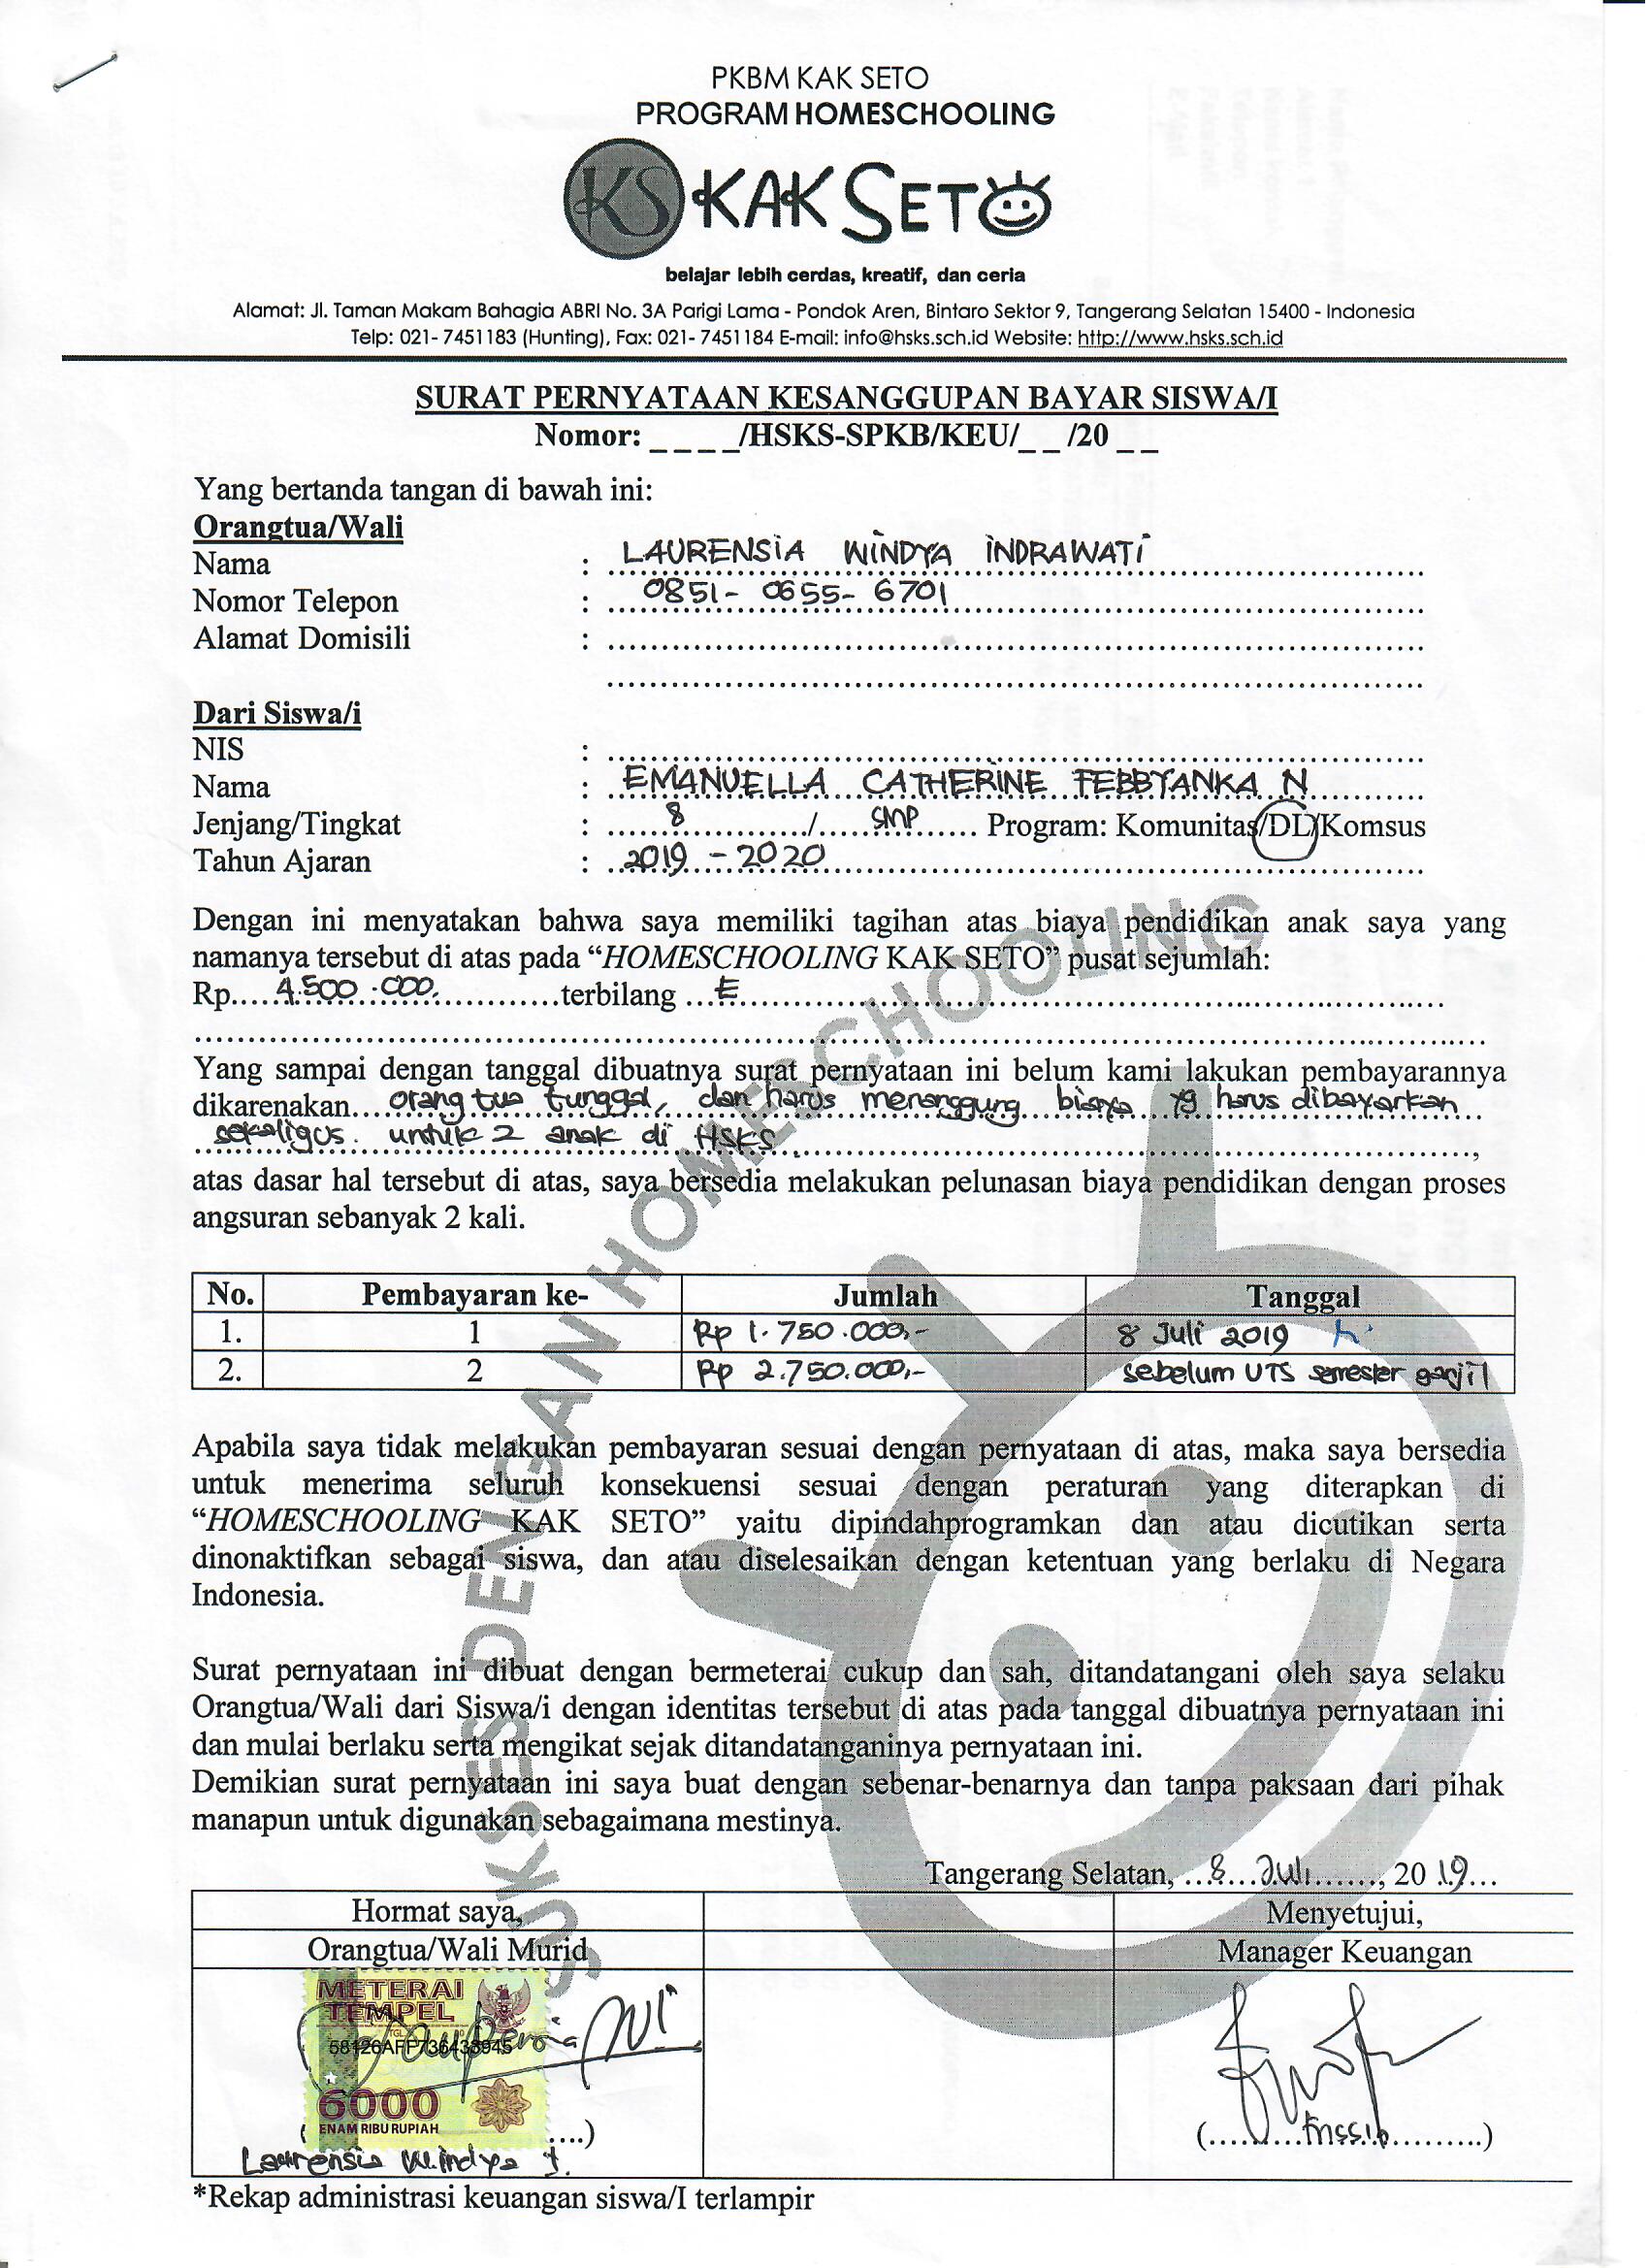 PKBM KAK SETO
PROGRAM HOMESCHOOLING
KS KAK SETO
belajar lebih cerdas, kreatif, dan ceria
Alamat: Jl. Taman Makam Bahagia ABRI No. 3A Parigi Lama - Pondok Aren, Bintaro Sektor 9, Tangerang Selatan 15400 - Indonesia
Telp: 021- 7451183 (Hunting), Fax: 021- 7451184 E-mail: info@hsks.sch.id Website: http://www.hsks.sch.id
SURAT PERNYATAAN KESANGGUPAN BAYAR SISWA/I
Nomor: _ _ _ _/HSKS-SPKB/KEU/_ _ /20 _ _
Yang bertanda tangan di bawah ini:
Orangtua/Wali
Nama : LAURENSIA WINDYA INDRAWATI
Nomor Telepon : 0851- 0655- 6701
Alamat Domisili :
Dari Siswa/i
NIS :
Nama : EMANUELLA CATHERINE FEBBYANKA N
Jenjang/Tingkat : 8 / SMP Program: Komunitas/DL/Komsus
Tahun Ajaran : 2019 - 2020
Dengan ini menyatakan bahwa saya memiliki tagihan atas biaya pendidikan anak saya yang
namanya tersebut di atas pada “HOMESCHOOLING KAK SETO” pusat sejumlah:
Rp. 4.500.000, terbilang
Yang sampai dengan tanggal dibuatnya surat pernyataan ini belum kami lakukan pembayarannya
dikarenakan orang tua tunggal, dan harus menanggung biaya yg harus dibayarkan
sekaligus. untuk 2 anak di HSKS,
atas dasar hal tersebut di atas, saya bersedia melakukan pelunasan biaya pendidikan dengan proses
angsuran sebanyak 2 kali.
No. Pembayaran ke- Jumlah Tanggal
1. 1 Rp 1.750.000,- 8 Juli 2019
2. 2 Rp 2.750.000,- sebelum UTS semester ganjil
Apabila saya tidak melakukan pembayaran sesuai dengan pernyataan di atas, maka saya bersedia
untuk menerima seluruh konsekuensi sesuai dengan peraturan yang diterapkan di
“HOMESCHOOLING KAK SETO” yaitu dipindahprogramkan dan atau dicutikan serta
dinonaktifkan sebagai siswa, dan atau diselesaikan dengan ketentuan yang berlaku di Negara
Indonesia.
Surat pernyataan ini dibuat dengan bermeterai cukup dan sah, ditandatangani oleh saya selaku
Orangtua/Wali dari Siswa/i dengan identitas tersebut di atas pada tanggal dibuatnya pernyataan ini
dan mulai berlaku serta mengikat sejak ditandatanganinya pernyataan ini.
Demikian surat pernyataan ini saya buat dengan sebenar-benarnya dan tanpa paksaan dari pihak
manapun untuk digunakan sebagaimana mestinya.
Tangerang Selatan, 8 Juli, 2019
Hormat saya, Menyetujui,
Orangtua/Wali Murid Manager Keuangan
METERAI
TEMPEL
TGL
58126AFP736433945
6000
ENAM RIBU RUPIAH
Laurensia Windya I.
*Rekap administrasi keuangan siswa/I terlampir
SUKSES DENGAN HOMESCHOOLING